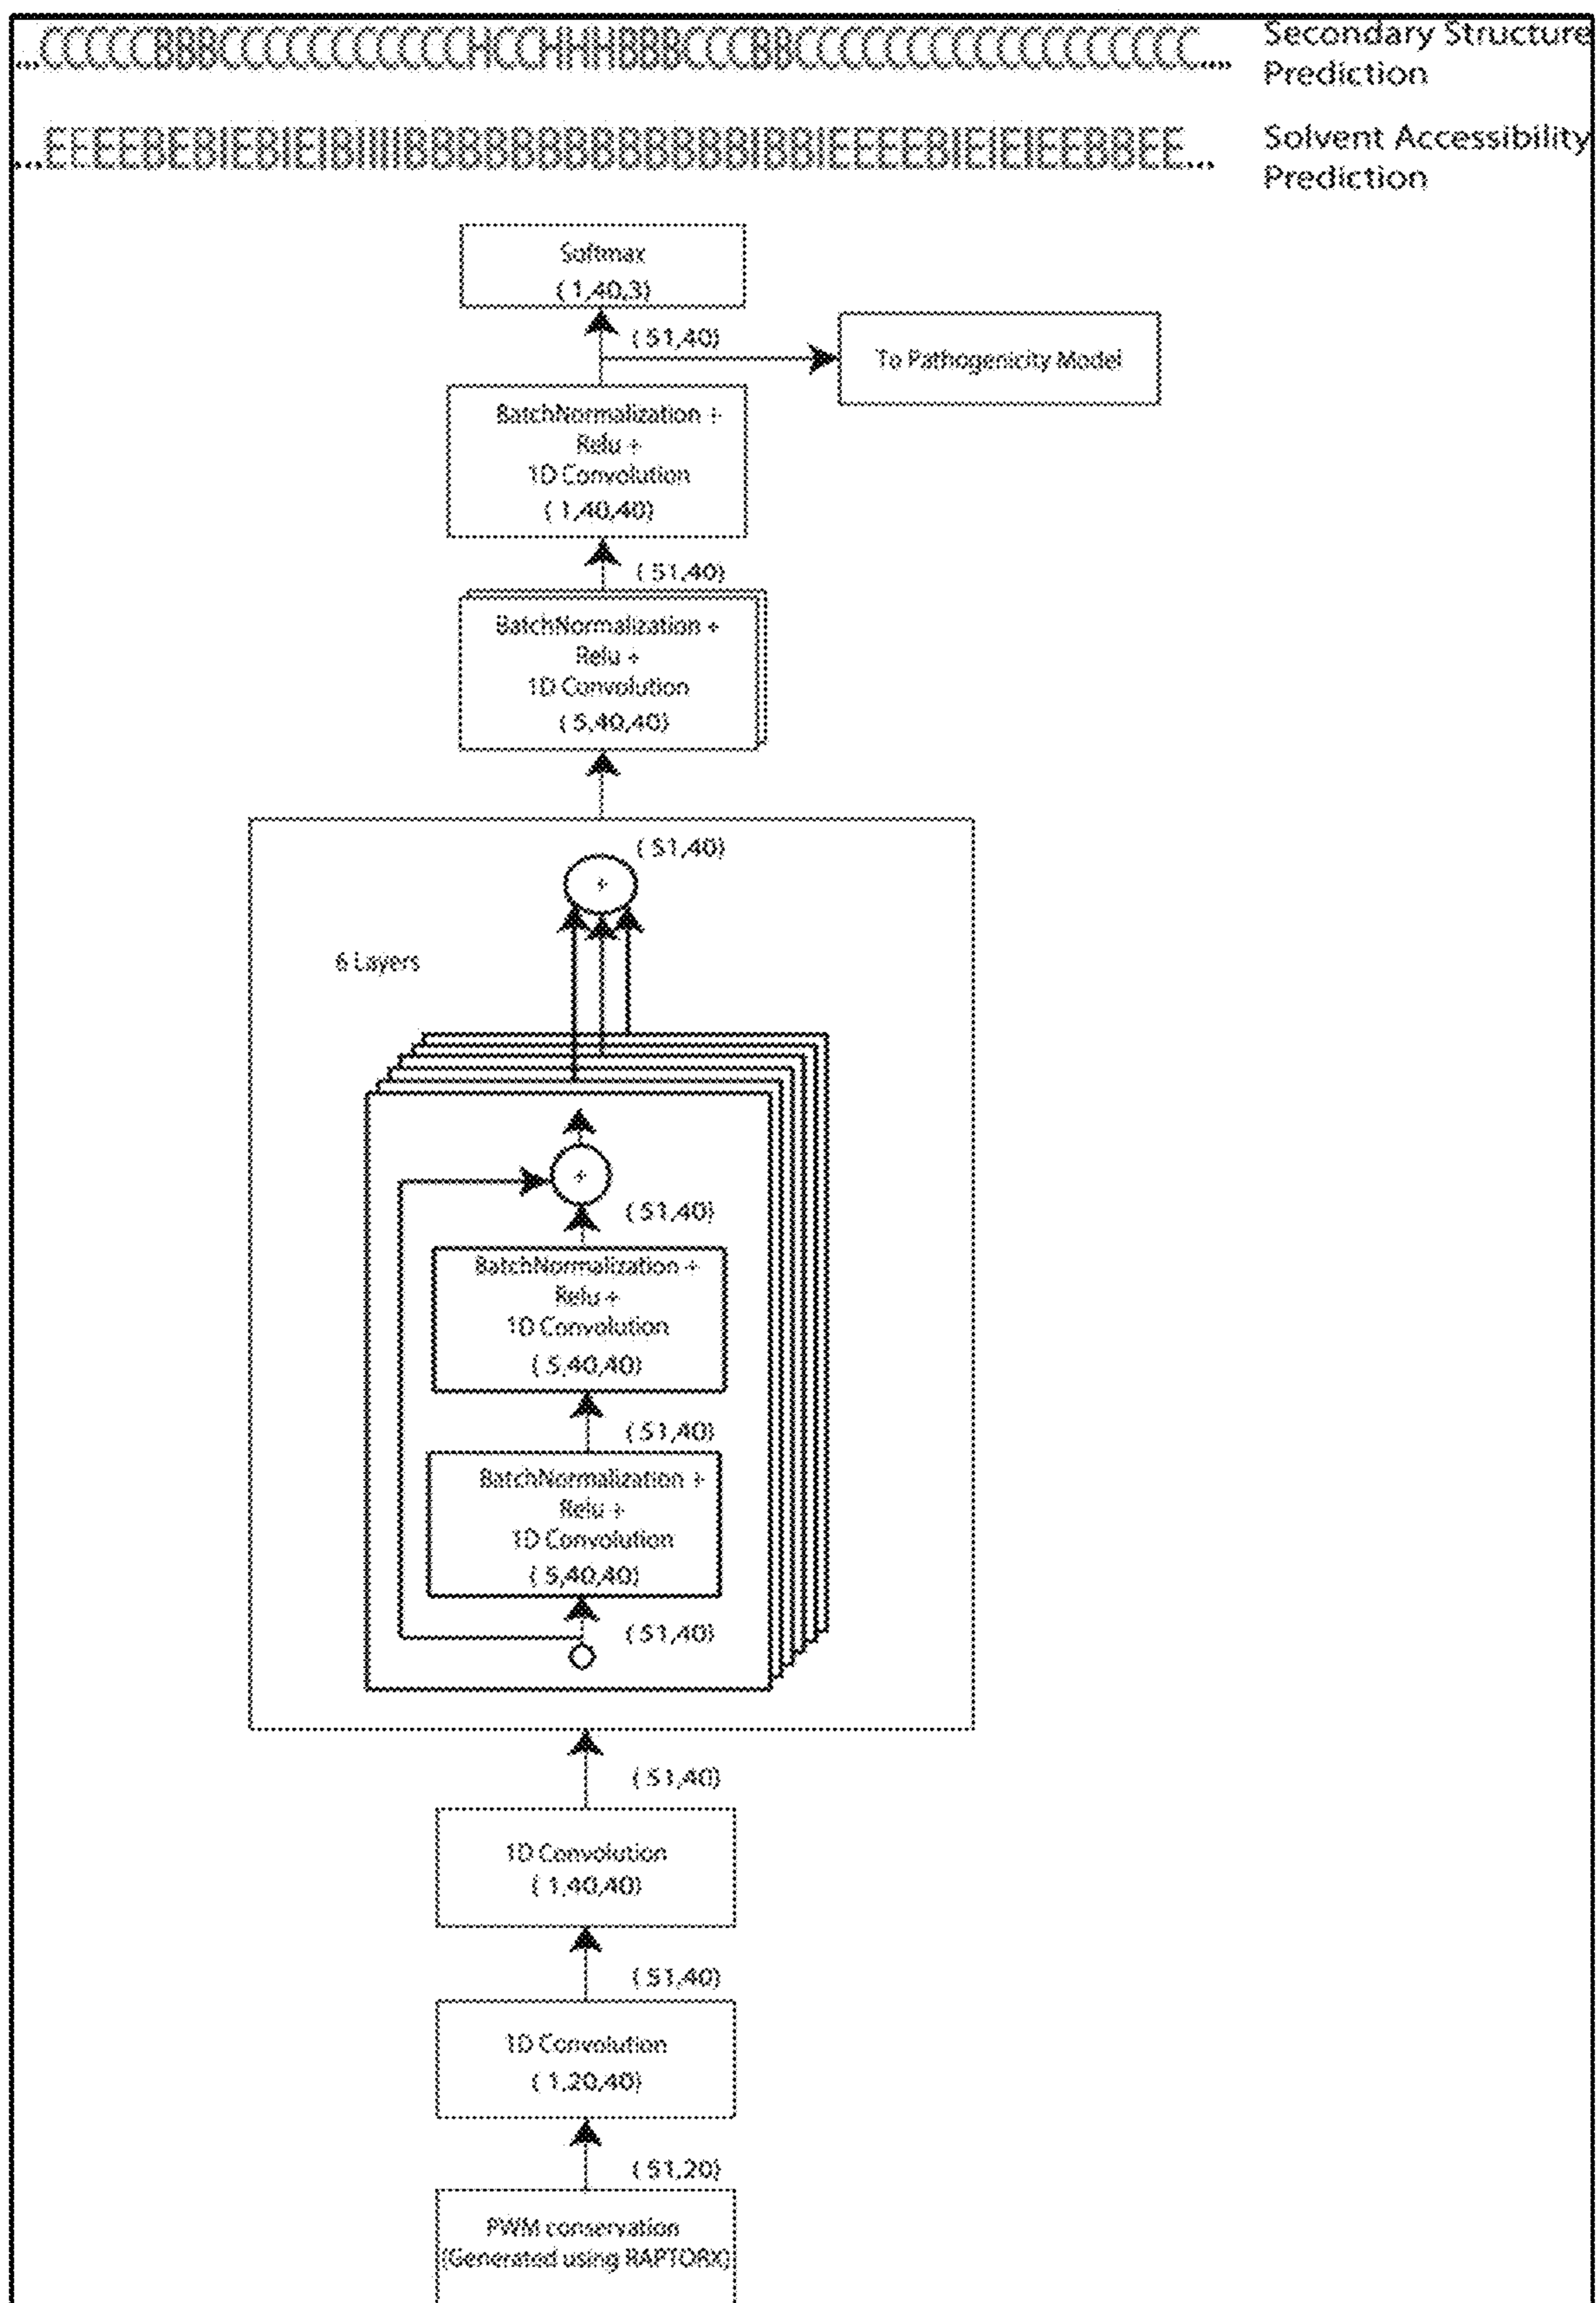 ...CCCCCBBBCCCCCCCCCCCHCCHHHBBBCCCBBCCCCCCCCCCCCCCCCCC....
Secondary Structure
Prediction
...EEEEBEBIEBIEIBIIIIBBBBBBBBBBBBBBBBIBBIEEEEBIEIEIEEBBEE...
Solvent Accessibility
Prediction
Softmax
( 1,40,3)
( 51,40)
To Pathogenicity Model
BatchNormalization +
Relu +
1D Convolution
( 1,40,40)
( 51,40)
BatchNormalization +
Relu +
1D Convolution
( 5,40,40)
( 51,40)
+
6 Layers
+
( 51,40)
BatchNormalization +
Relu +
1D Convolution
( 5,40,40)
( 51,40)
BatchNormalization +
Relu +
1D Convolution
( 5,40,40)
( 51,40)
( 51,40)
1D Convolution
( 1,40,40)
( 51,40)
1D Convolution
( 1,20,40)
( 51,20)
PWM conservation
(Generated using RAPTORX)